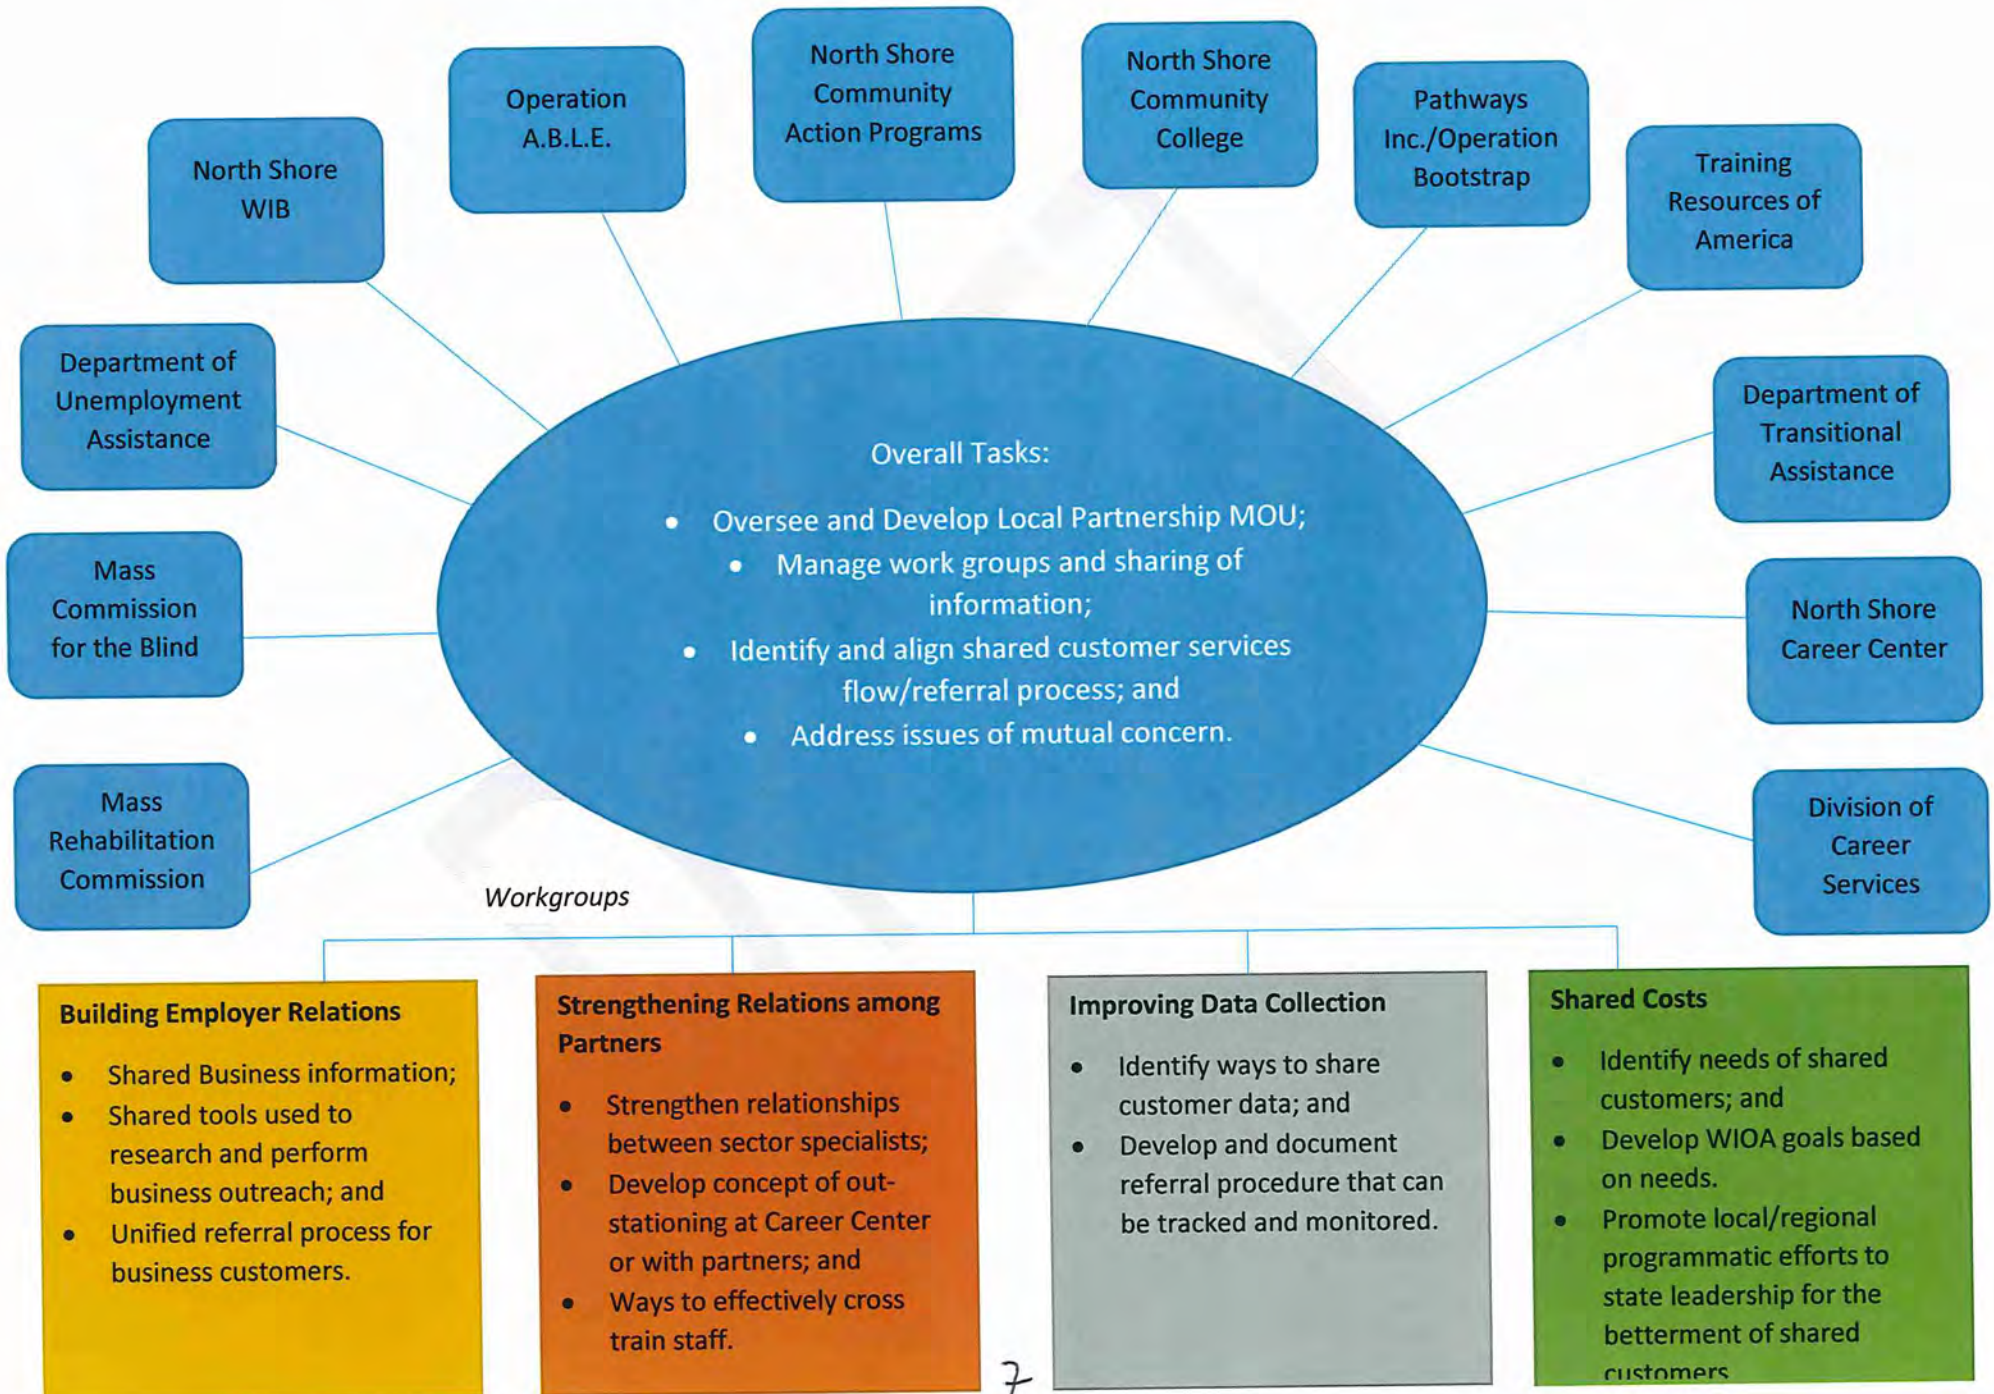 North Shore
Community
Action Programs
North Shore
Community
College
Operation
A.B.L.E.
Pathways
Inc./Operation
Bootstrap
North Shore
WIB
Training
Resources of
America
Department of
Unemployment
Assistance
Department of
Transitional
Assistance
Mass
Commission
for the Blind
North Shore
Career Center
Mass
Rehabilitation
Commission
Division of
Career
Services
Overall Tasks:
• Oversee and Develop Local Partnership MOU;
• Manage work groups and sharing of
information;
• Identify and align shared customer services
flow/referral process; and
• Address issues of mutual concern.
Workgroups
Building Employer Relations
• Shared Business information;
• Shared tools used to
research and perform
business outreach; and
• Unified referral process for
business customers.
Strengthening Relations among
Partners
• Strengthen relationships
between sector specialists;
• Develop concept of out-
stationing at Career Center
or with partners; and
• Ways to effectively cross
train staff.
Improving Data Collection
• Identify ways to share
customer data; and
• Develop and document
referral procedure that can
be tracked and monitored.
Shared Costs
• Identify needs of shared
customers; and
• Develop WIOA goals based
on needs.
• Promote local/regional
programmatic efforts to
state leadership for the
betterment of shared
customers
7